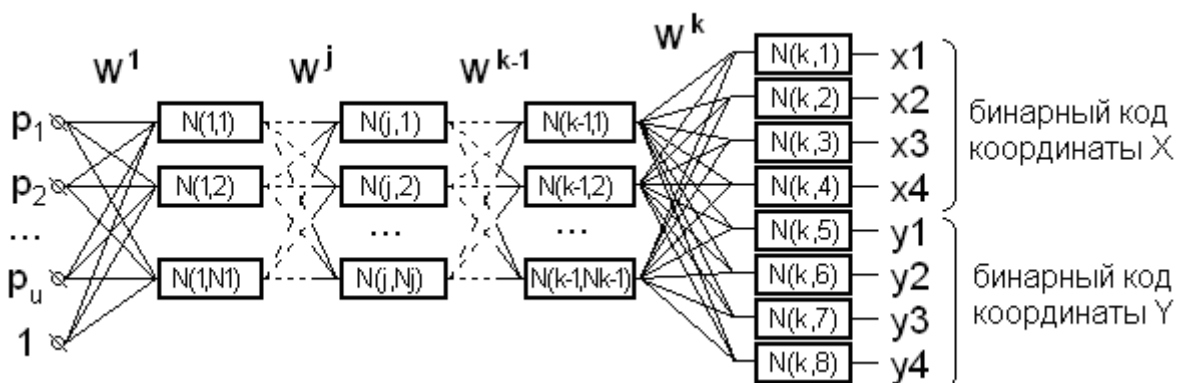 W^1 W^j W^k-1 W^k
p1
p2
...
pu
1
N(1,1)
N(1,2)
N(1,N1)
N(j,1)
N(j,2)
...
N(j,Nj)
N(k-1,1)
N(k-1,2)
...
N(k-1,Nk-1)
N(k,1) x1
N(k,2) x2
N(k,3) x3
N(k,4) x4
N(k,5) y1
N(k,6) y2
N(k,7) y3
N(k,8) y4
бинарный код
координаты X
бинарный код
координаты Y